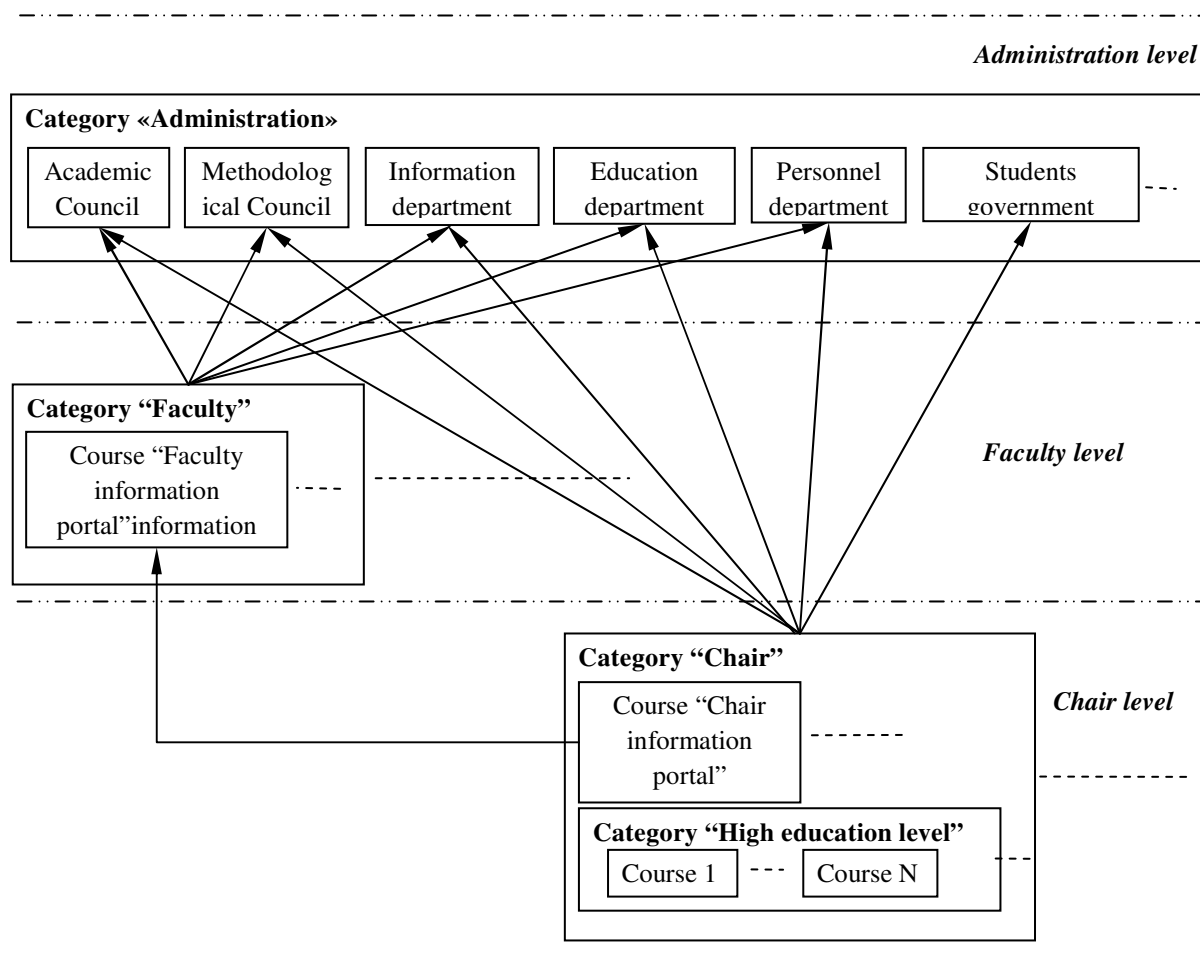 Administration level
Category «Administration»
Academic
Council
Methodolog
ical Council
Information
department
Education
department
Personnel
department
Students
government
Category “Faculty”
Course “Faculty
information
portal”information
Faculty level
Category “Chair”
Course “Chair
information
portal”
Chair level
Category “High education level”
Course 1
Course N